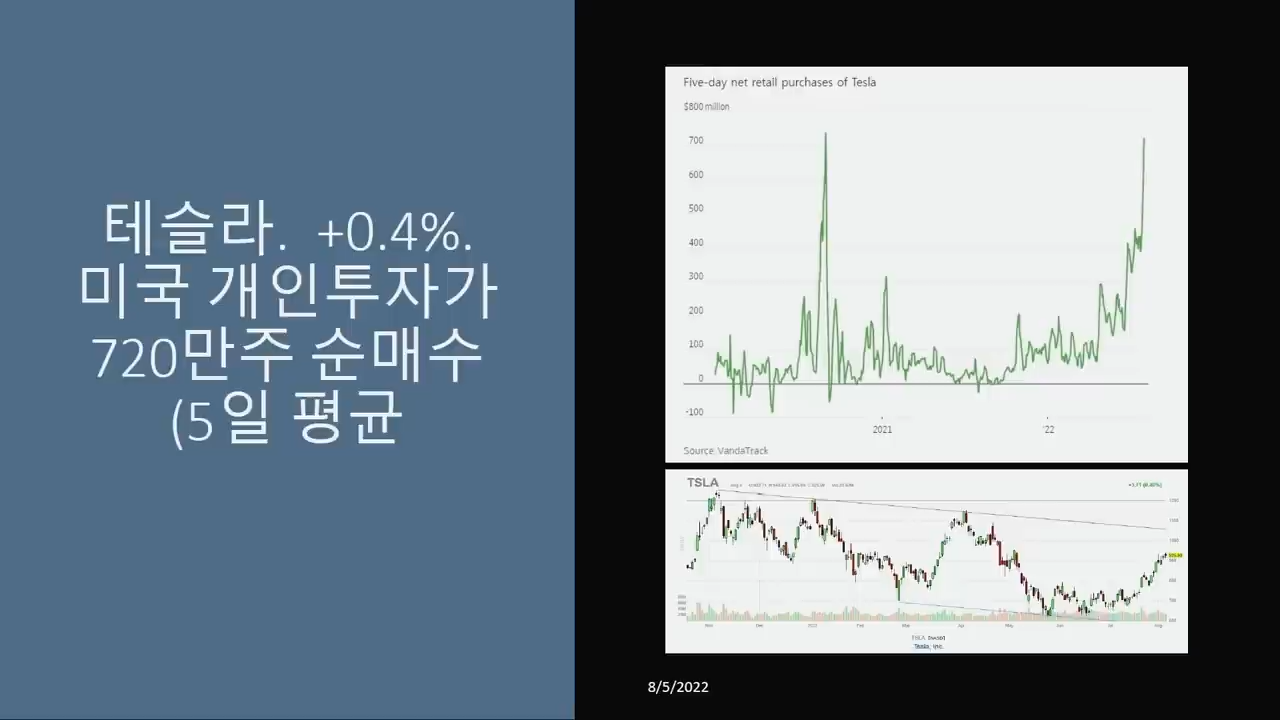 테슬라. +0.4%.
미국 개인투자가
720만주 순매수
(5일 평균
Five-day net retail purchases of Tesla
$800 million
700
600
500
400
300
200
100
0
-100
2021
'22
Source: VandaTrack
TSLA
Tesla, Inc.
8/5/2022